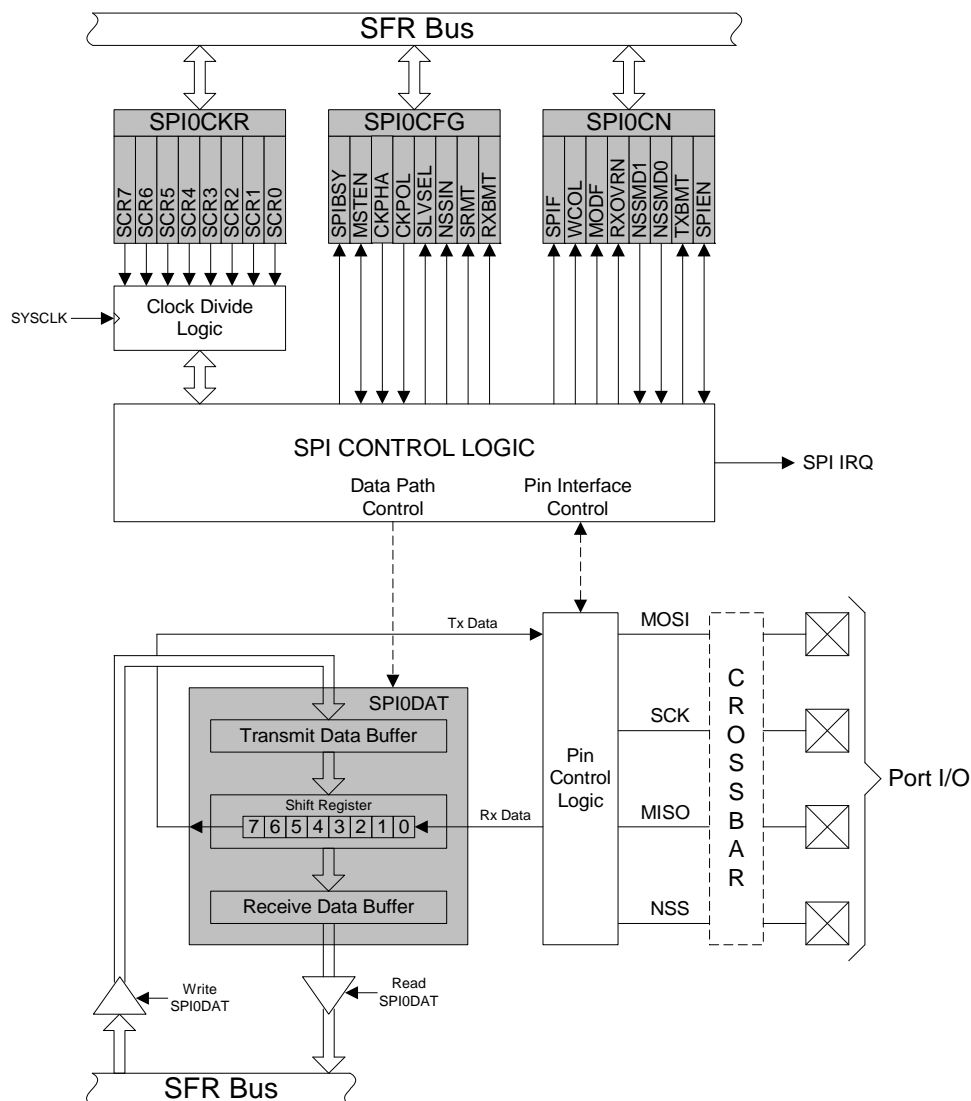 SFR Bus
SPI0CKR
SCR7
SCR6
SCR5
SCR4
SCR3
SCR2
SCR1
SCR0
SPI0CFG
SPIBSY
MSTEN
CKPHA
CKPOL
SLVSEL
NSSIN
SRMT
RXBMT
SPI0CN
SPIF
WCOL
MODF
RXOVRN
NSSMD1
NSSMD0
TXBMT
SPIEN
SYSCLK
Clock Divide
Logic
SPI CONTROL LOGIC
Data Path
Control
Pin Interface
Control
SPI IRQ
Tx Data
SPI0DAT
Transmit Data Buffer
Shift Register
7 6 5 4 3 2 1 0
Rx Data
Receive Data Buffer
Pin
Control
Logic
MOSI
SCK
MISO
NSS
CROSSBAR
Port I/O
Write
SPI0DAT
Read
SPI0DAT
SFR Bus